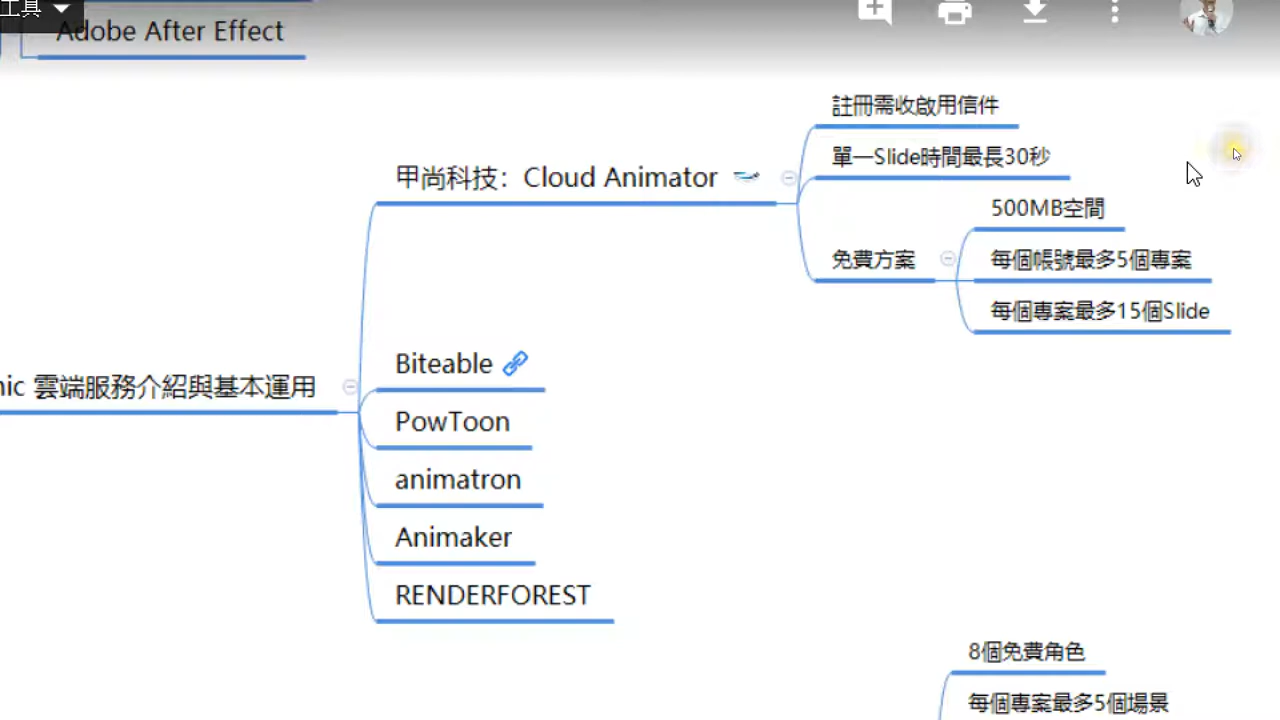 工具
Adobe After Effect
註冊需收啟用信件
單一Slide時間最長30秒
甲尚科技：Cloud Animator
500MB空間
免費方案
每個帳號最多5個專案
每個專案最多15個Slide
Biteable
nic 雲端服務介紹與基本運用
PowToon
animatron
Animaker
RENDERFOREST
8個免費角色
每個專案最多5個場景